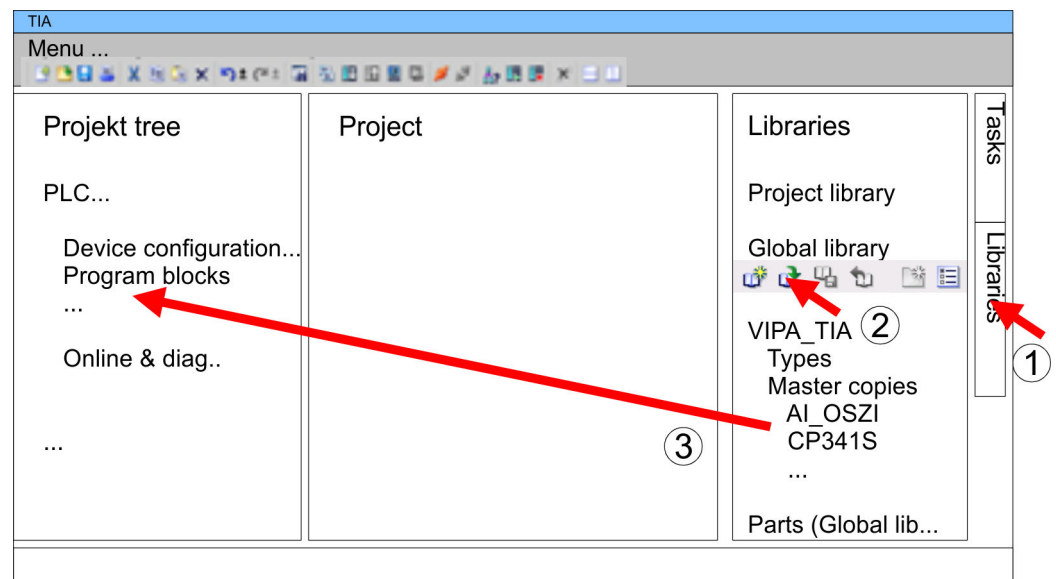 TIA
Menu ...
Projekt tree
PLC...
Device configuration...
Program blocks
...
Online & diag..
...
Project
③
Libraries
Project library
Global library
②
VIPA_TIA
Types
Master copies
AI_OSZI
CP341S
...
Parts (Global lib...
Tasks
Libraries
①